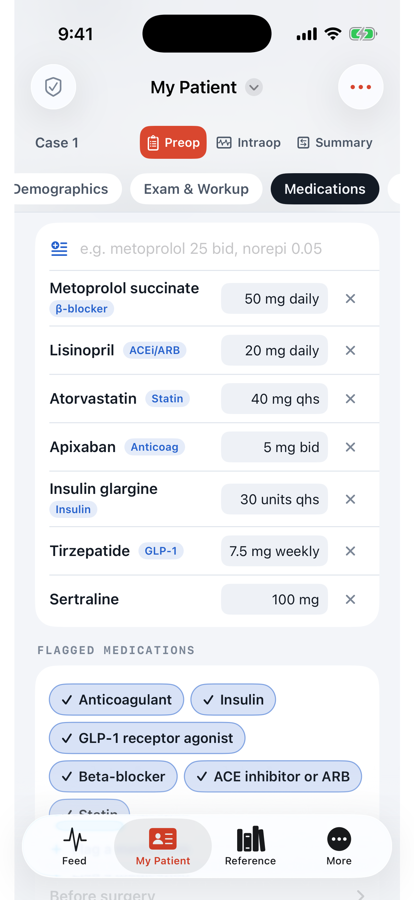 9:41
My Patient
Case 1
Preop
Intraop
Summary
Demographics
Exam & Workup
Medications
e.g. metoprolol 25 bid, norepi 0.05
Metoprolol succinate
β-blocker
50 mg daily
Lisinopril
ACEi/ARB
20 mg daily
Atorvastatin
Statin
40 mg qhs
Apixaban
Anticoag
5 mg bid
Insulin glargine
Insulin
30 units qhs
Tirzepatide
GLP-1
7.5 mg weekly
Sertraline
100 mg
FLAGGED MEDICATIONS
✓ Anticoagulant
✓ Insulin
✓ GLP-1 receptor agonist
✓ Beta-blocker
✓ ACE inhibitor or ARB
✓ Statin
Feed
My Patient
Reference
More
Before surgery